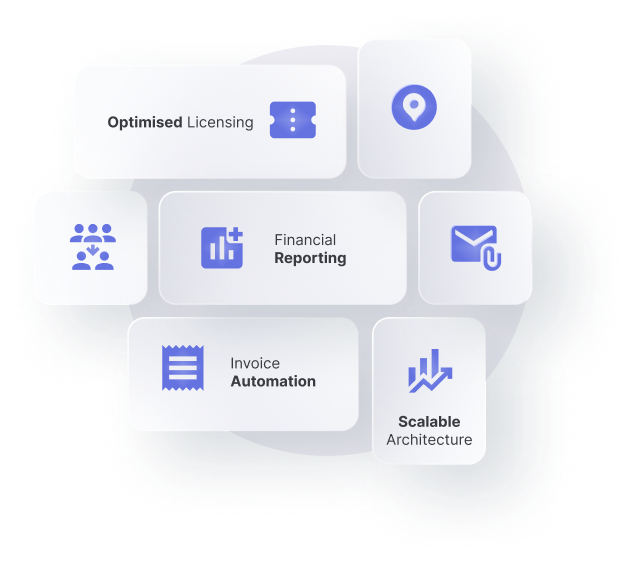 Optimised Licensing
Financial
Reporting
Invoice
Automation
Scalable
Architecture